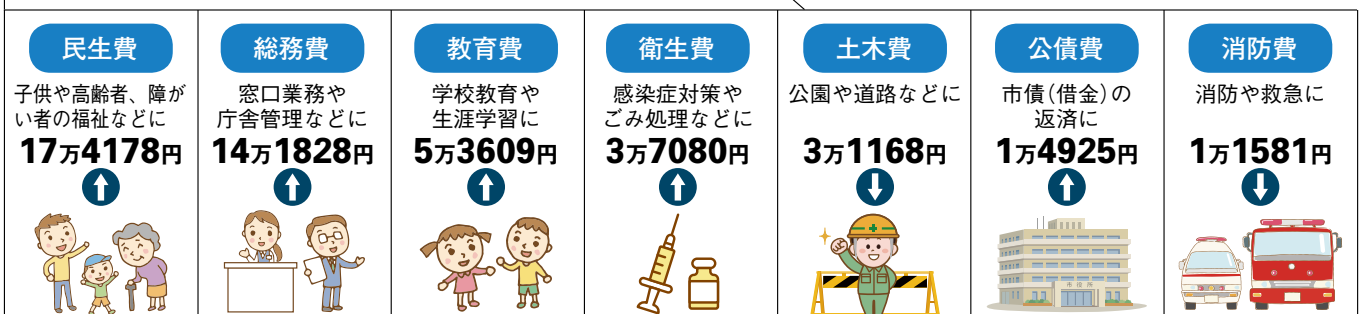 民生費
子供や高齢者、障が
い者の福祉などに
17万4178円
総務費
窓口業務や
庁舎管理などに
14万1828円
教育費
学校教育や
生涯学習に
5万3609円
衛生費
感染症対策や
ごみ処理などに
3万7080円
土木費
公園や道路などに
3万1168円
公債費
市債(借金)の
返済に
1万4925円
市役所
消防費
消防や救急に
1万1581円